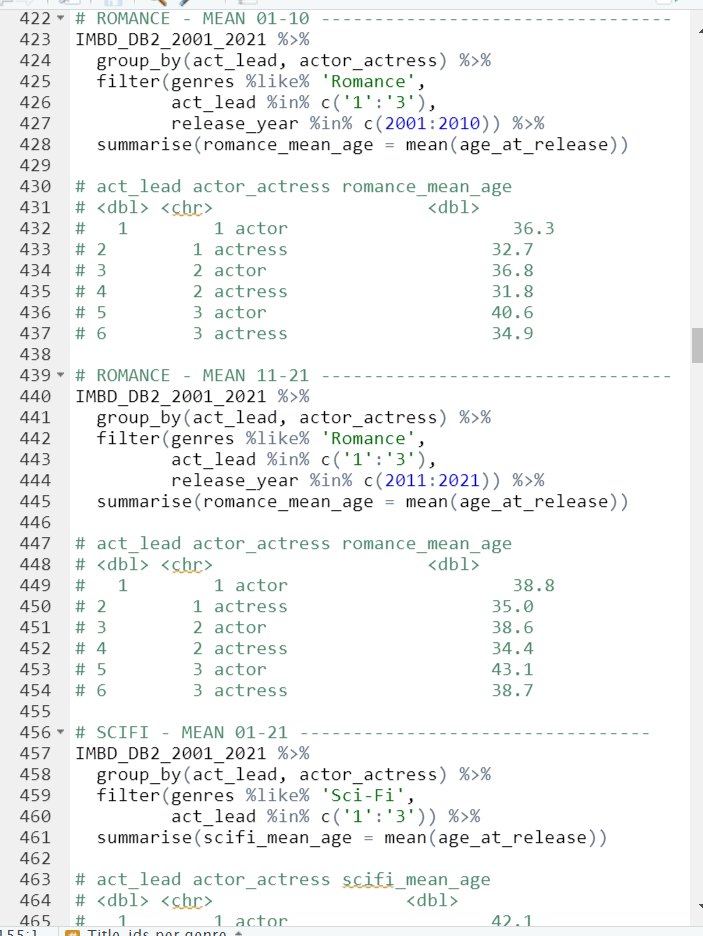 422 # ROMANCE - MEAN 01-10 ---------------------------------
423 IMBD_DB2_2001_2021 %>%
424   group_by(act_lead, actor_actress) %>%
425   filter(genres %like% 'Romance',
426          act_lead %in% c('1':'3'),
427          release_year %in% c(2001:2010)) %>%
428   summarise(romance_mean_age = mean(age_at_release))
429
430 # act_lead actor_actress romance_mean_age
431 # <dbl> <chr>                    <dbl>
432 #   1        1 actor                     36.3
433 # 2        1 actress                   32.7
434 # 3        2 actor                     36.8
435 # 4        2 actress                   31.8
436 # 5        3 actor                     40.6
437 # 6        3 actress                   34.9
438
439 # ROMANCE - MEAN 11-21 ---------------------------------
440 IMBD_DB2_2001_2021 %>%
441   group_by(act_lead, actor_actress) %>%
442   filter(genres %like% 'Romance',
443          act_lead %in% c('1':'3'),
444          release_year %in% c(2011:2021)) %>%
445   summarise(romance_mean_age = mean(age_at_release))
446
447 # act_lead actor_actress romance_mean_age
448 # <dbl> <chr>                    <dbl>
449 #   1        1 actor                     38.8
450 # 2        1 actress                   35.0
451 # 3        2 actor                     38.6
452 # 4        2 actress                   34.4
453 # 5        3 actor                     43.1
454 # 6        3 actress                   38.7
455
456 # SCIFI - MEAN 01-21 ---------------------------------
457 IMBD_DB2_2001_2021 %>%
458   group_by(act_lead, actor_actress) %>%
459   filter(genres %like% 'Sci-Fi',
460          act_lead %in% c('1':'3')) %>%
461   summarise(scifi_mean_age = mean(age_at_release))
462
463 # act_lead actor_actress scifi_mean_age
464 # <dbl> <chr>                  <dbl>
465 #   1        1 actor                   42.1
55:1 Title ids per genre